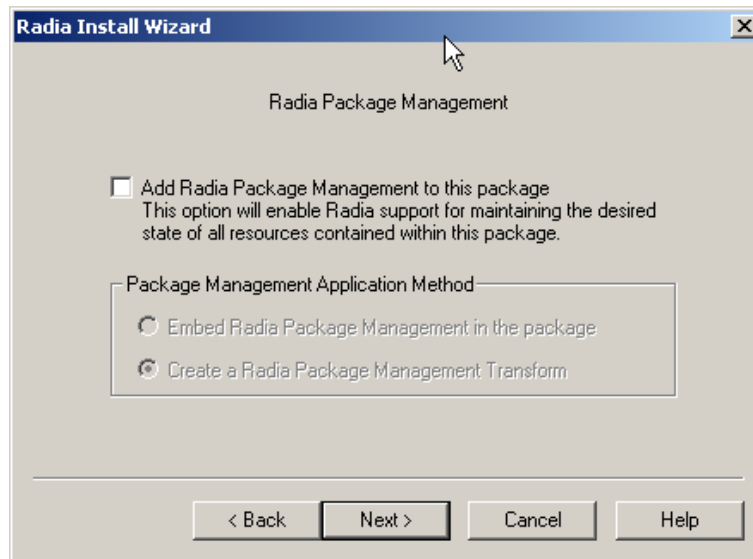 Radia Install Wizard
Radia Package Management
Add Radia Package Management to this package
This option will enable Radia support for maintaining the desired
state of all resources contained within this package.
Package Management Application Method
Embed Radia Package Management in the package
Create a Radia Package Management Transform
< Back Next > Cancel Help